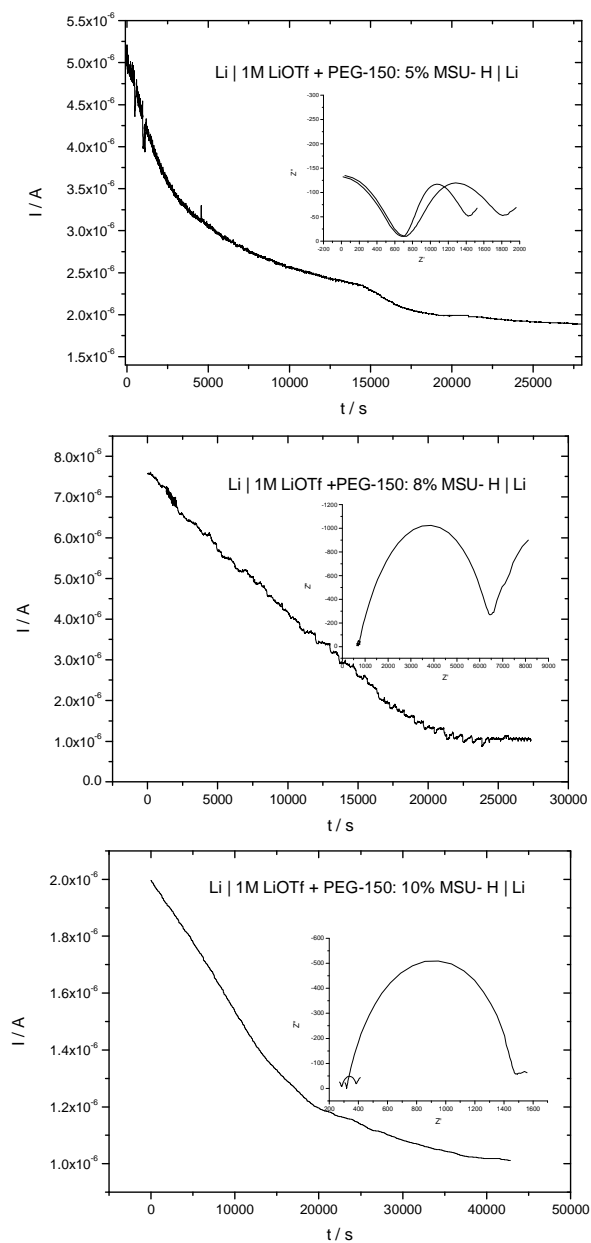 5.5x10⁻⁶
5.0x10⁻⁶
4.5x10⁻⁶
4.0x10⁻⁶
3.5x10⁻⁶
3.0x10⁻⁶
2.5x10⁻⁶
2.0x10⁻⁶
1.5x10⁻⁶
I / A
Li | 1M LiOTf + PEG-150: 5% MSU- H | Li
-300
-250
-200
-150
-100
-50
0
Z''
-200 0 200 400 600 800 1000 1200 1400 1600 1800 2000
Z'
0 5000 10000 15000 20000 25000
t / s
8.0x10⁻⁶
7.0x10⁻⁶
6.0x10⁻⁶
5.0x10⁻⁶
4.0x10⁻⁶
3.0x10⁻⁶
2.0x10⁻⁶
1.0x10⁻⁶
0.0
I / A
Li | 1M LiOTf +PEG-150: 8% MSU- H | Li
-1200
-1000
-800
-600
-400
-200
0
Z''
0 1000 2000 3000 4000 5000 6000 7000 8000 9000
Z'
0 5000 10000 15000 20000 25000 30000
t / s
2.0x10⁻⁶
1.8x10⁻⁶
1.6x10⁻⁶
1.4x10⁻⁶
1.2x10⁻⁶
1.0x10⁻⁶
I / A
Li | 1M LiOTf + PEG-150: 10% MSU- H | Li
-600
-500
-400
-300
-200
-100
0
Z''
200 400 600 800 1000 1200 1400 1600
Z'
0 10000 20000 30000 40000 50000
t / s